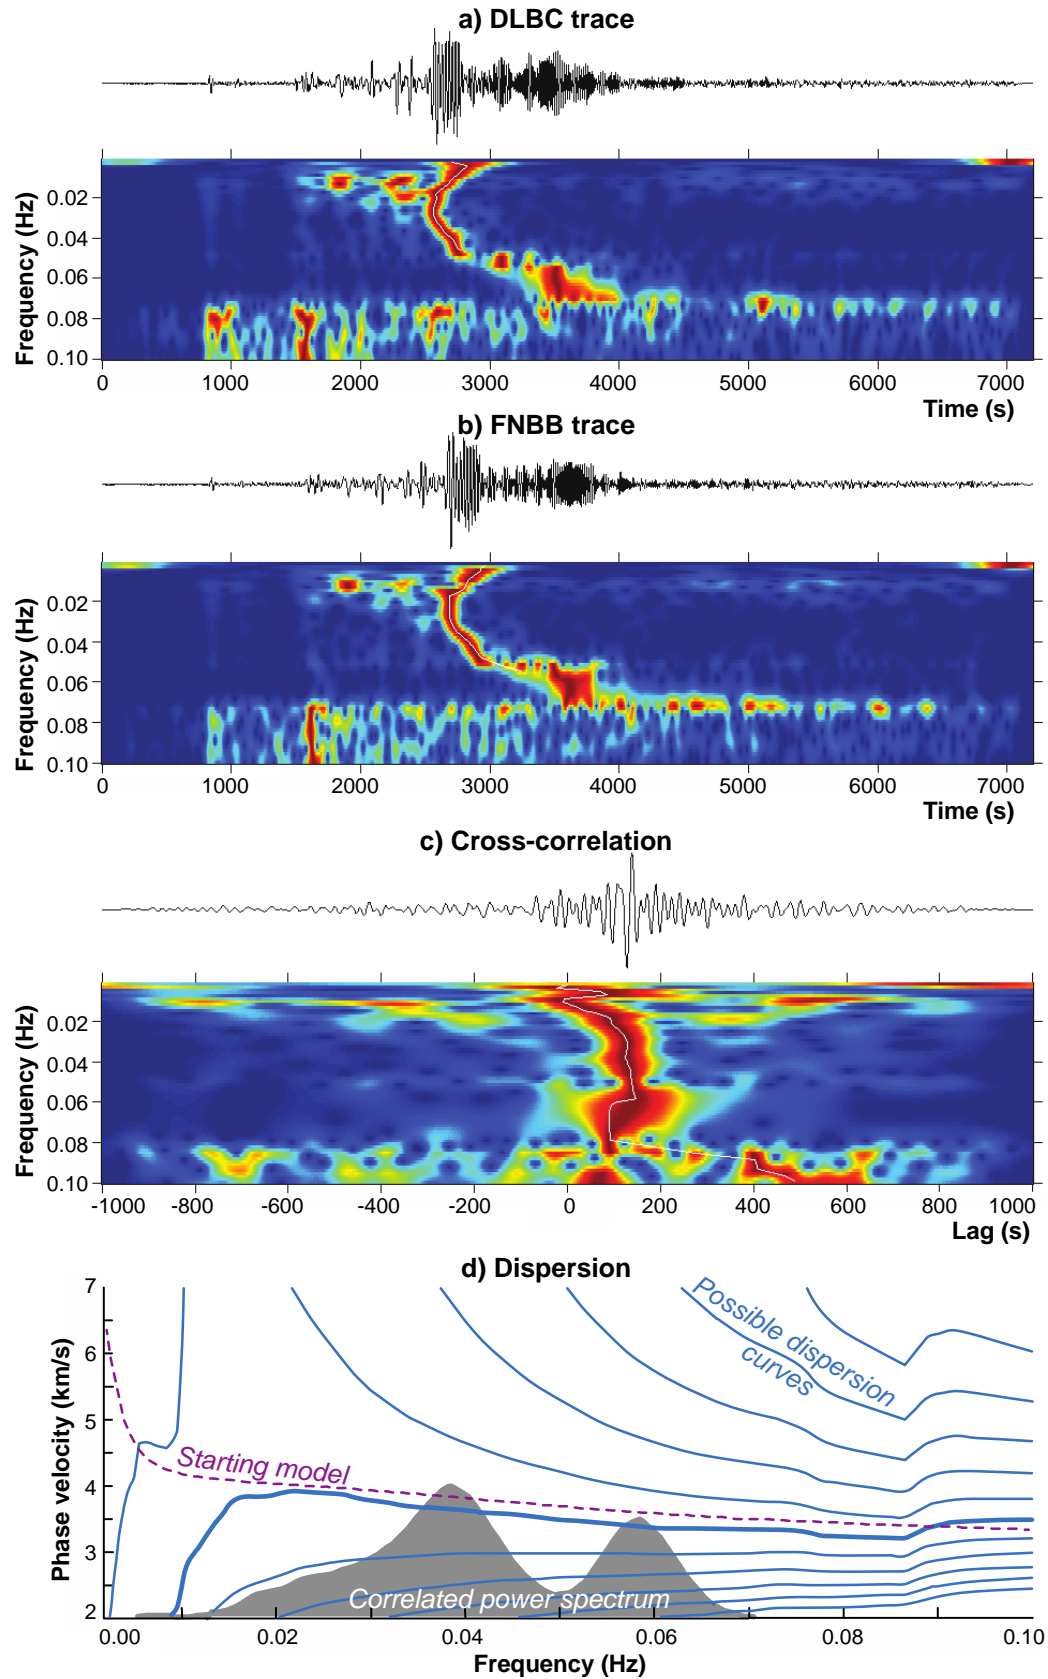 a) DLBC trace
Frequency (Hz)
0.02
0.04
0.06
0.08
0.10
0 1000 2000 3000 4000 5000 6000 7000
Time (s)
b) FNBB trace
Frequency (Hz)
0.02
0.04
0.06
0.08
0.10
0 1000 2000 3000 4000 5000 6000 7000
Time (s)
c) Cross-correlation
Frequency (Hz)
0.02
0.04
0.06
0.08
0.10
-1000 -800 -600 -400 -200 0 200 400 600 800 1000
Lag (s)
d) Dispersion
Phase velocity (km/s)
7
6
5
4
3
2
Possible dispersion
curves
Starting model
Correlated power spectrum
0.00 0.02 0.04 0.06 0.08 0.10
Frequency (Hz)